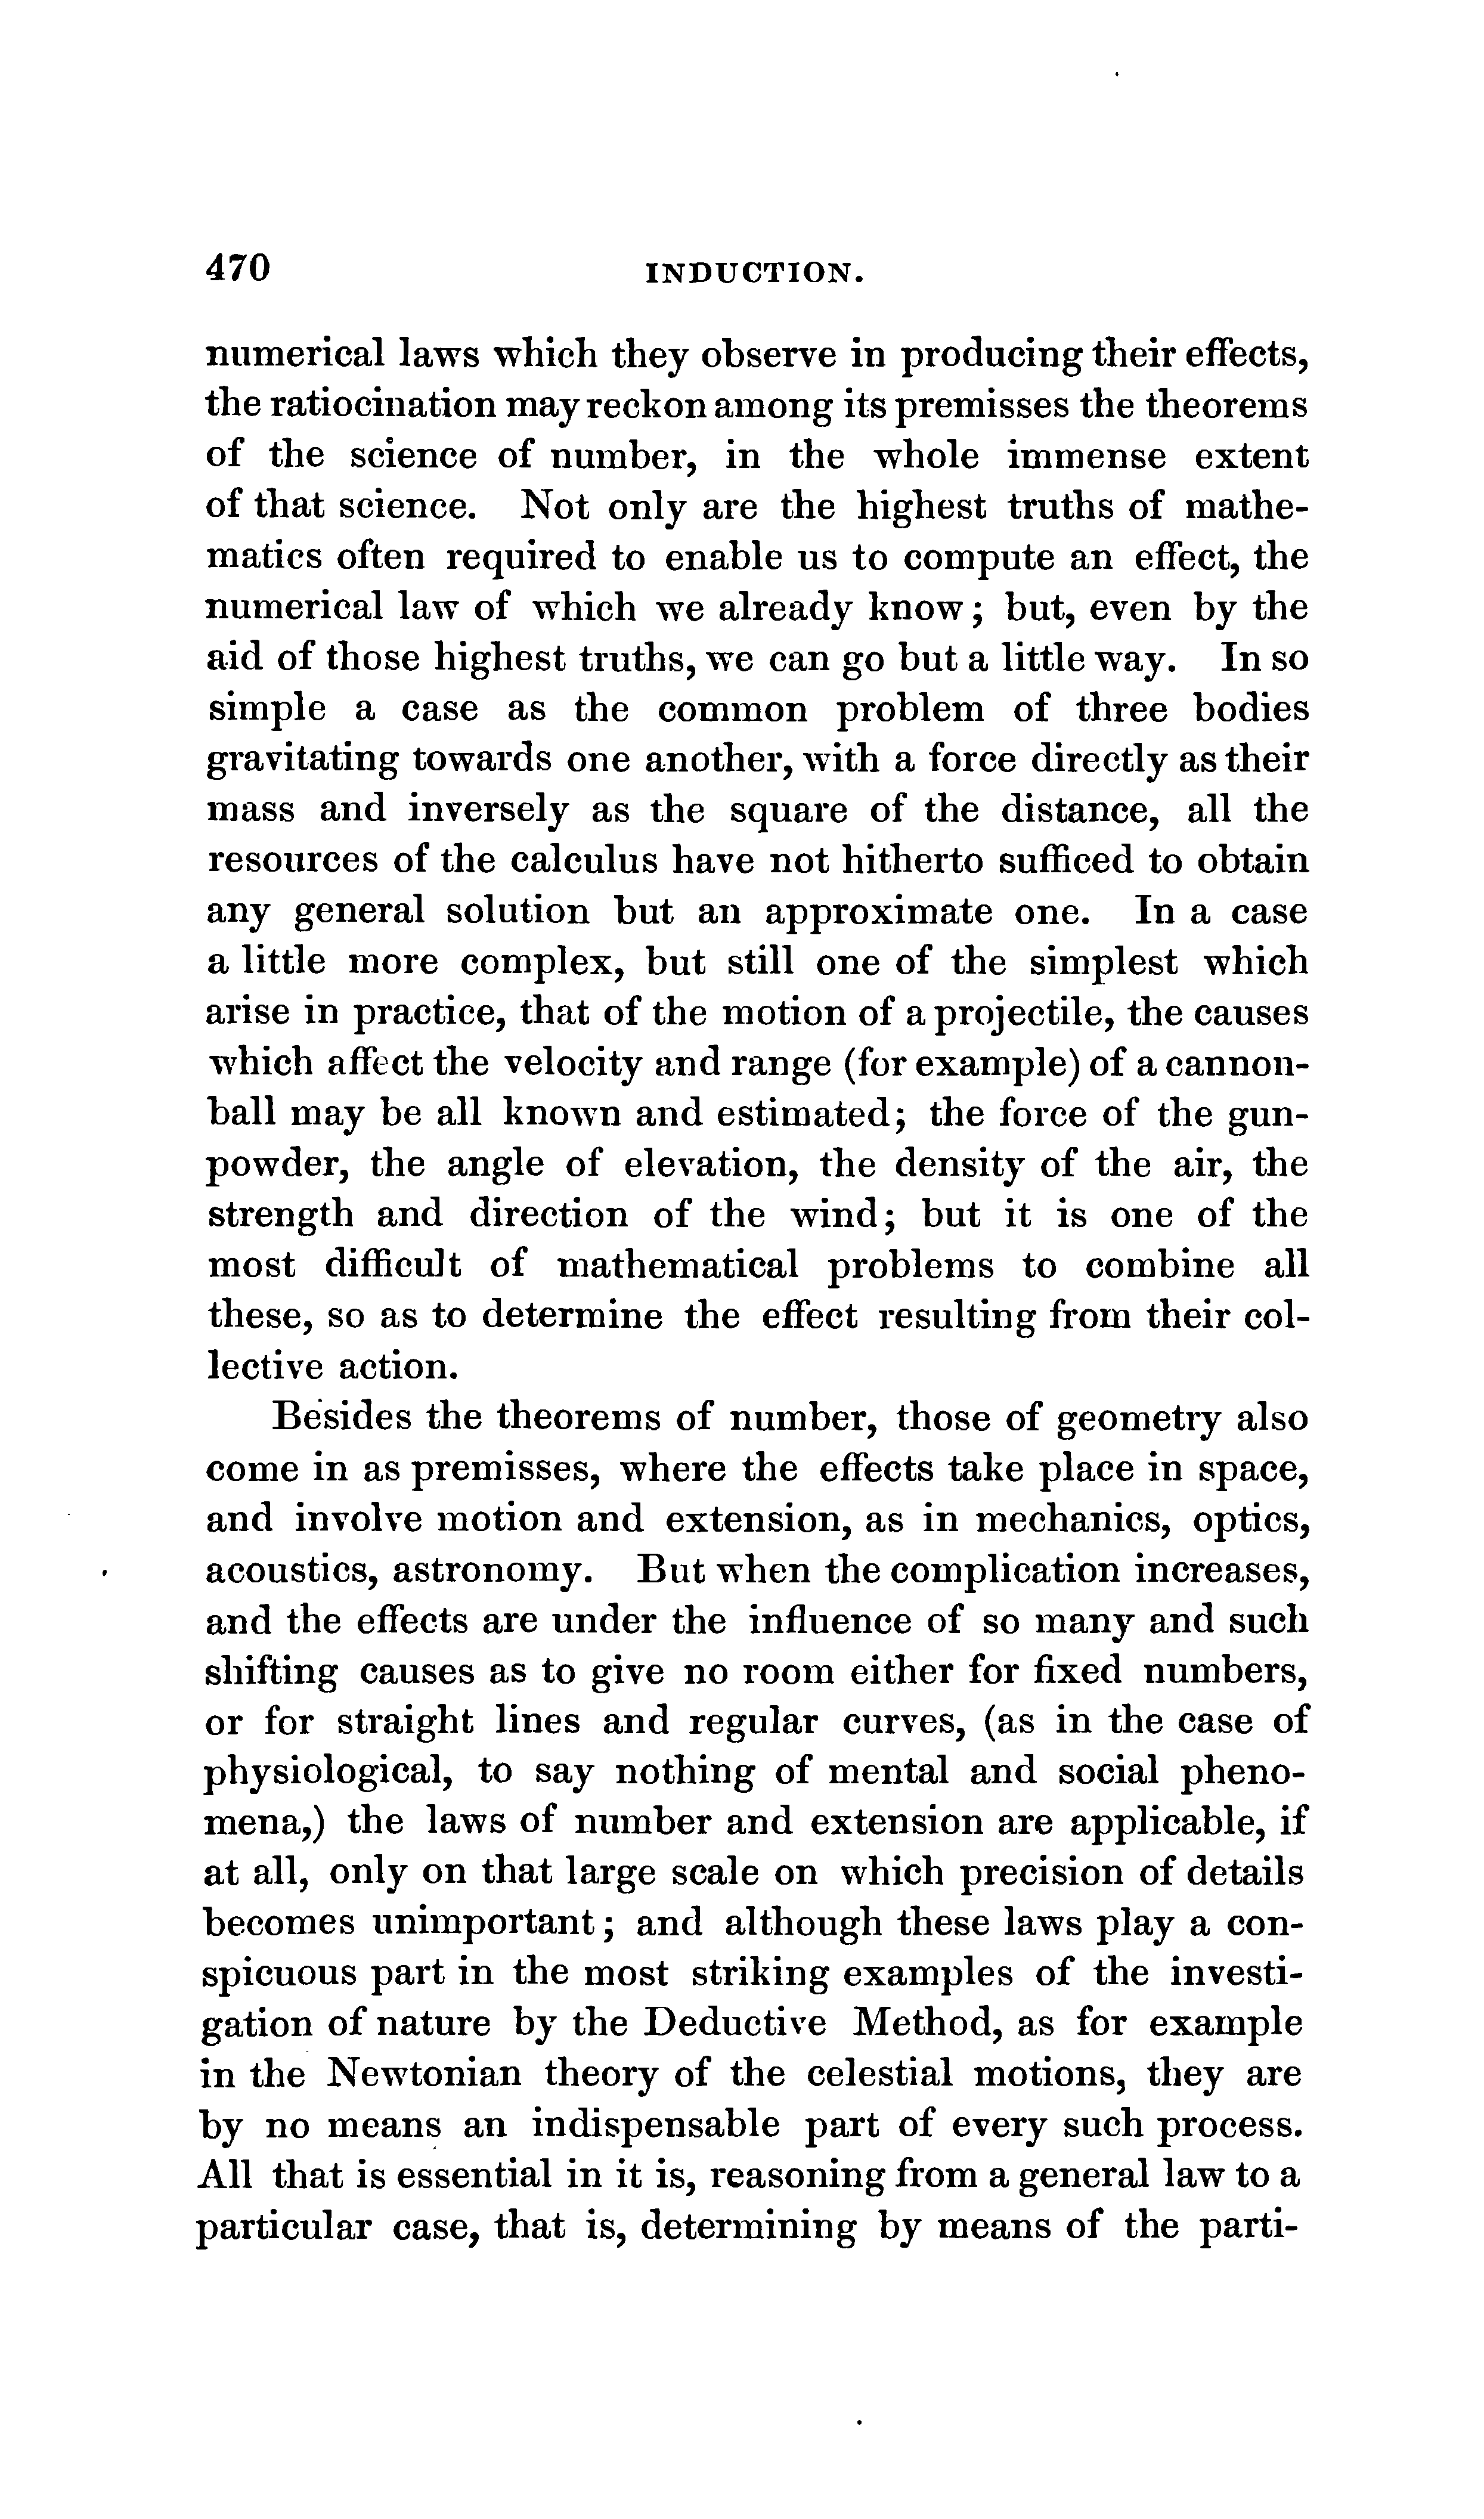 470 INDUCTION.
numerical laws which they observe in producing their effects,
the ratiocination may reckon among its premisses the theorems
of the science of number, in the whole immense extent
of that science. Not only are the highest truths of mathe-
matics often required to enable us to compute an effect, the
numerical law of which we already know; but, even by the
aid of those highest truths, we can go but a little way. In so
simple a case as the common problem of three bodies
gravitating towards one another, with a force directly as their
mass and inversely as the square of the distance, all the
resources of the calculus have not hitherto sufficed to obtain
any general solution but an approximate one. In a case
a little more complex, but still one of the simplest which
arise in practice, that of the motion of a projectile, the causes
which affect the velocity and range (for example) of a cannon-
ball may be all known and estimated; the force of the gun-
powder, the angle of elevation, the density of the air, the
strength and direction of the wind; but it is one of the
most difficult of mathematical problems to combine all
these, so as to determine the effect resulting from their col-
lective action.
Besides the theorems of number, those of geometry also
come in as premisses, where the effects take place in space,
and involve motion and extension, as in mechanics, optics,
acoustics, astronomy. But when the complication increases,
and the effects are under the influence of so many and such
shifting causes as to give no room either for fixed numbers,
or for straight lines and regular curves, (as in the case of
physiological, to say nothing of mental and social pheno-
mena,) the laws of number and extension are applicable, if
at all, only on that large scale on which precision of details
becomes unimportant; and although these laws play a con-
spicuous part in the most striking examples of the investi-
gation of nature by the Deductive Method, as for example
in the Newtonian theory of the celestial motions, they are
by no means an indispensable part of every such process.
All that is essential in it is, reasoning from a general law to a
particular case, that is, determining by means of the parti-